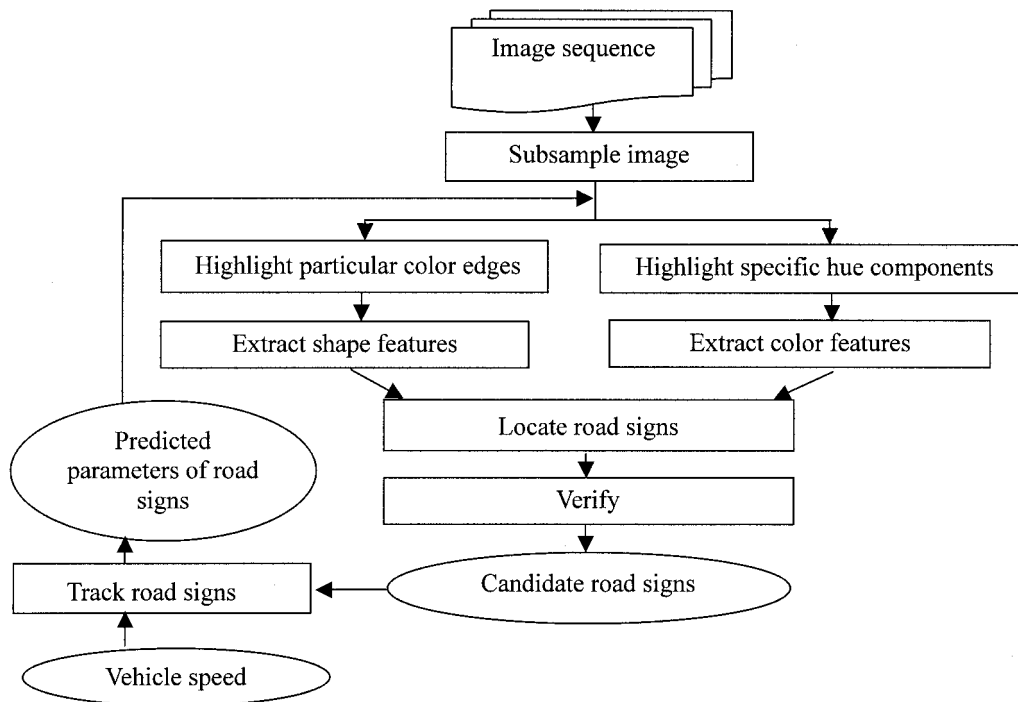 Image sequence
Subsample image
Highlight particular color edges
Highlight specific hue components
Extract shape features
Extract color features
Locate road signs
Predicted
parameters of road
signs
Verify
Candidate road signs
Track road signs
Vehicle speed